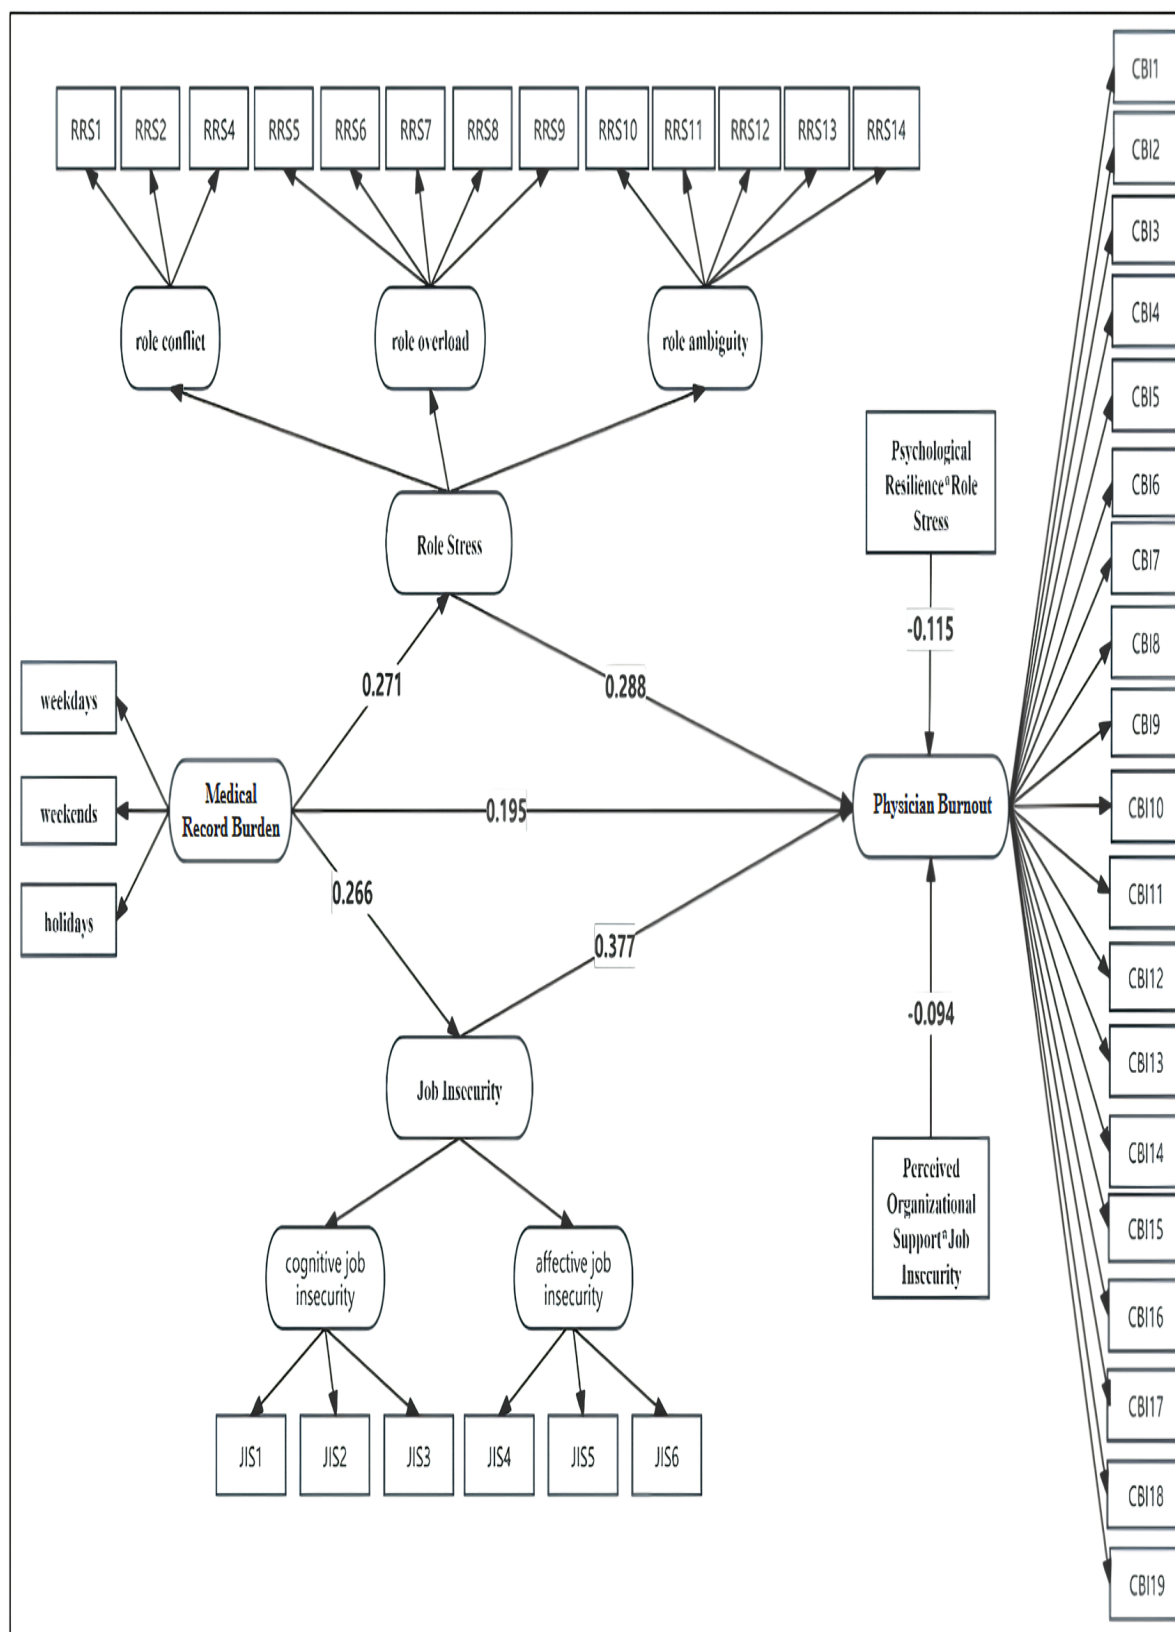 CBI1
RRS1
RRS2
RRS4
RRS5
RRS6
RRS7
RRS8
RRS9
RRS10
RRS11
RRS12
RRS13
RRS14
CBI2
CBI3
CBI4
role conflict
role overload
role ambiguity
CBI5
Psychological
Resilience*Role
Stress
CBI6
Role Stress
CBI7
-0.115
CBI8
0.271
0.288
weekdays
CBI9
Medical
Record Burden
weekends
0.195
Physician Burnout
CBI10
0.266
CBI11
holidays
0.377
CBI12
-0.094
CBI13
Job Insecurity
CBI14
Perceived
Organizational
Support*Job
Insecurity
CBI15
cognitive job
insecurity
affective job
insecurity
CBI16
CBI17
JIS1
JIS2
JIS3
JIS4
JIS5
JIS6
CBI18
CBI19